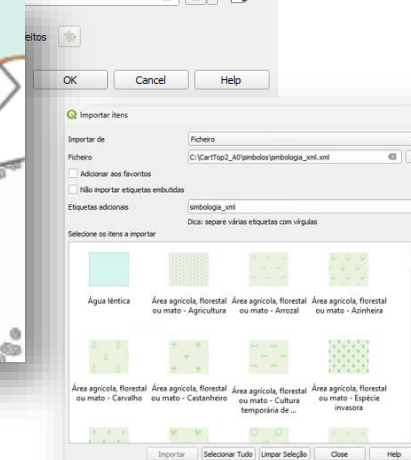 eitos
OK Cancel Help
Importar itens
Importar de Ficheiro
Ficheiro C:\CartTop2_A0\simbolos\simbologia_xml.xml
Adicionar aos favoritos
Não importar etiquetas embutidas
Etiquetas adicionais simbologia_xml
Dica: separe várias etiquetas com vírgulas
Selecione os itens a importar
Água lêntica
Área agrícola, florestal ou mato - Agricultura
Área agrícola, florestal ou mato - Arrozal
Área agrícola, florestal ou mato - Azinheira
Área agrícola, florestal ou mato - Carvalho
Área agrícola, florestal ou mato - Castanheiro
Área agrícola, florestal ou mato - Cultura temporária de ...
Área agrícola, florestal ou mato - Espécie invasora
Importar Selecionar Tudo Limpar Seleção Close Help